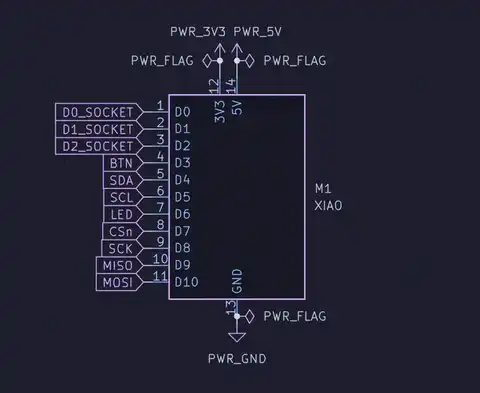 PWR_3V3 PWR_5V
PWR_FLAG PWR_FLAG
12 14
3V3 5V
D0_SOCKET 1 D0
D1_SOCKET 2 D1
D2_SOCKET 3 D2
BTN 4 D3
SDA 5 D4
SCL 6 D5
LED 7 D6
CSn 8 D7
SCK 9 D8
MISO 10 D9
MOSI 11 D10
M1
XIAO
GND
13
PWR_FLAG
PWR_GND